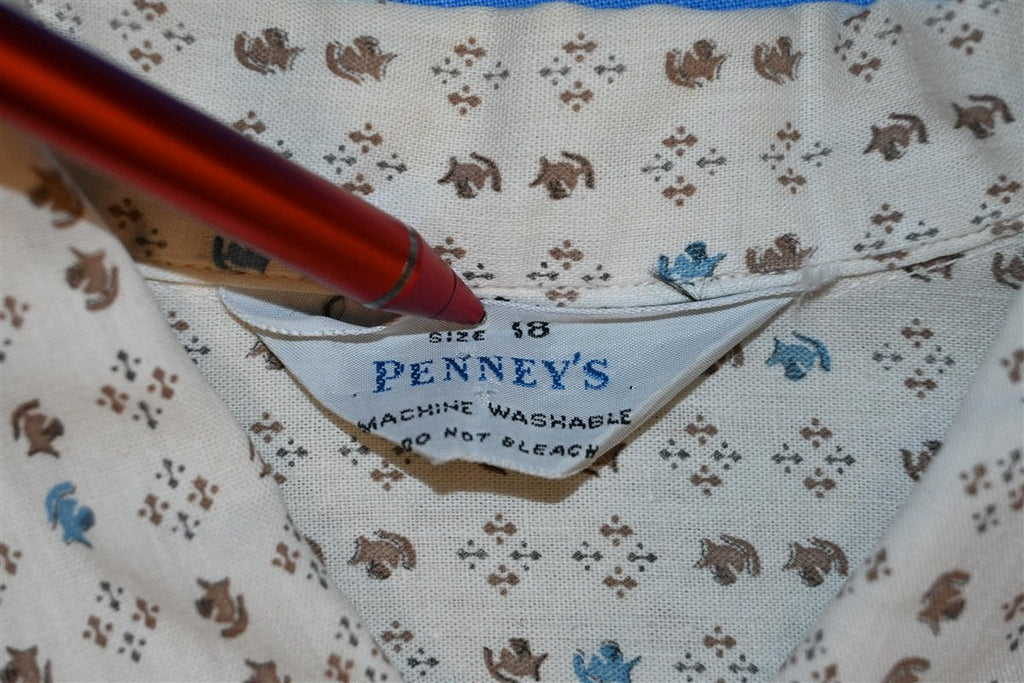 SIZE 18
PENNEY'S
MACHINE WASHABLE
DO NOT BLEACH